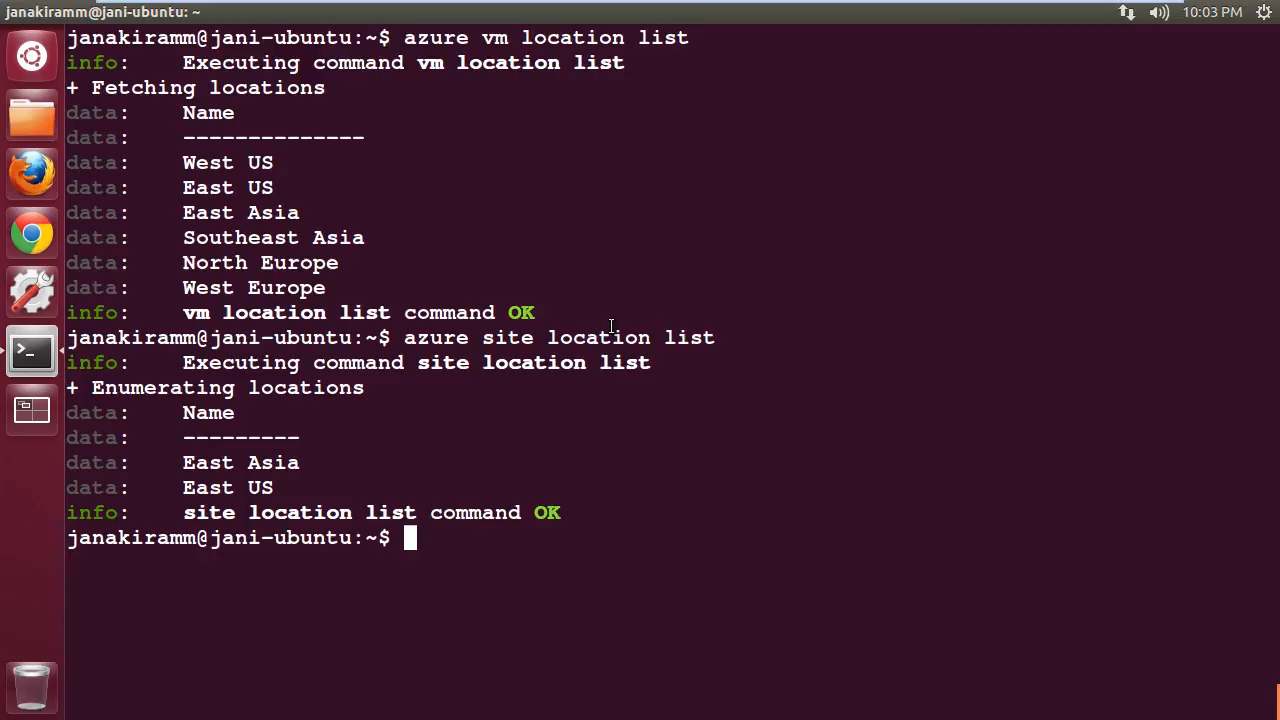 janakiramm@jani-ubuntu: ~
10:03 PM
janakiramm@jani-ubuntu:~$ azure vm location list
info:    Executing command vm location list
+ Fetching locations
data:    Name
data:    --------------
data:    West US
data:    East US
data:    East Asia
data:    Southeast Asia
data:    North Europe
data:    West Europe
info:    vm location list command OK
janakiramm@jani-ubuntu:~$ azure site location list
info:    Executing command site location list
+ Enumerating locations
data:    Name
data:    ---------
data:    East Asia
data:    East US
info:    site location list command OK
janakiramm@jani-ubuntu:~$